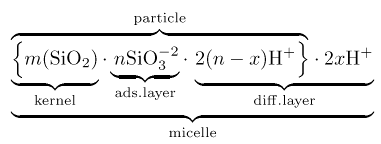 particle
{m(SiO₂) · nSiO₃⁻² · 2(n − x)H⁺} · 2xH⁺
kernel ads.layer diff.layer
micelle